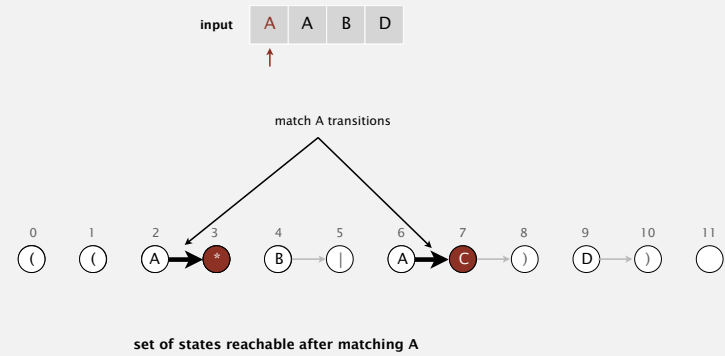 input A A B D
match A transitions
0 1 2 3 4 5 6 7 8 9 10 11
( ( A * B | A C ) D )
set of states reachable after matching A